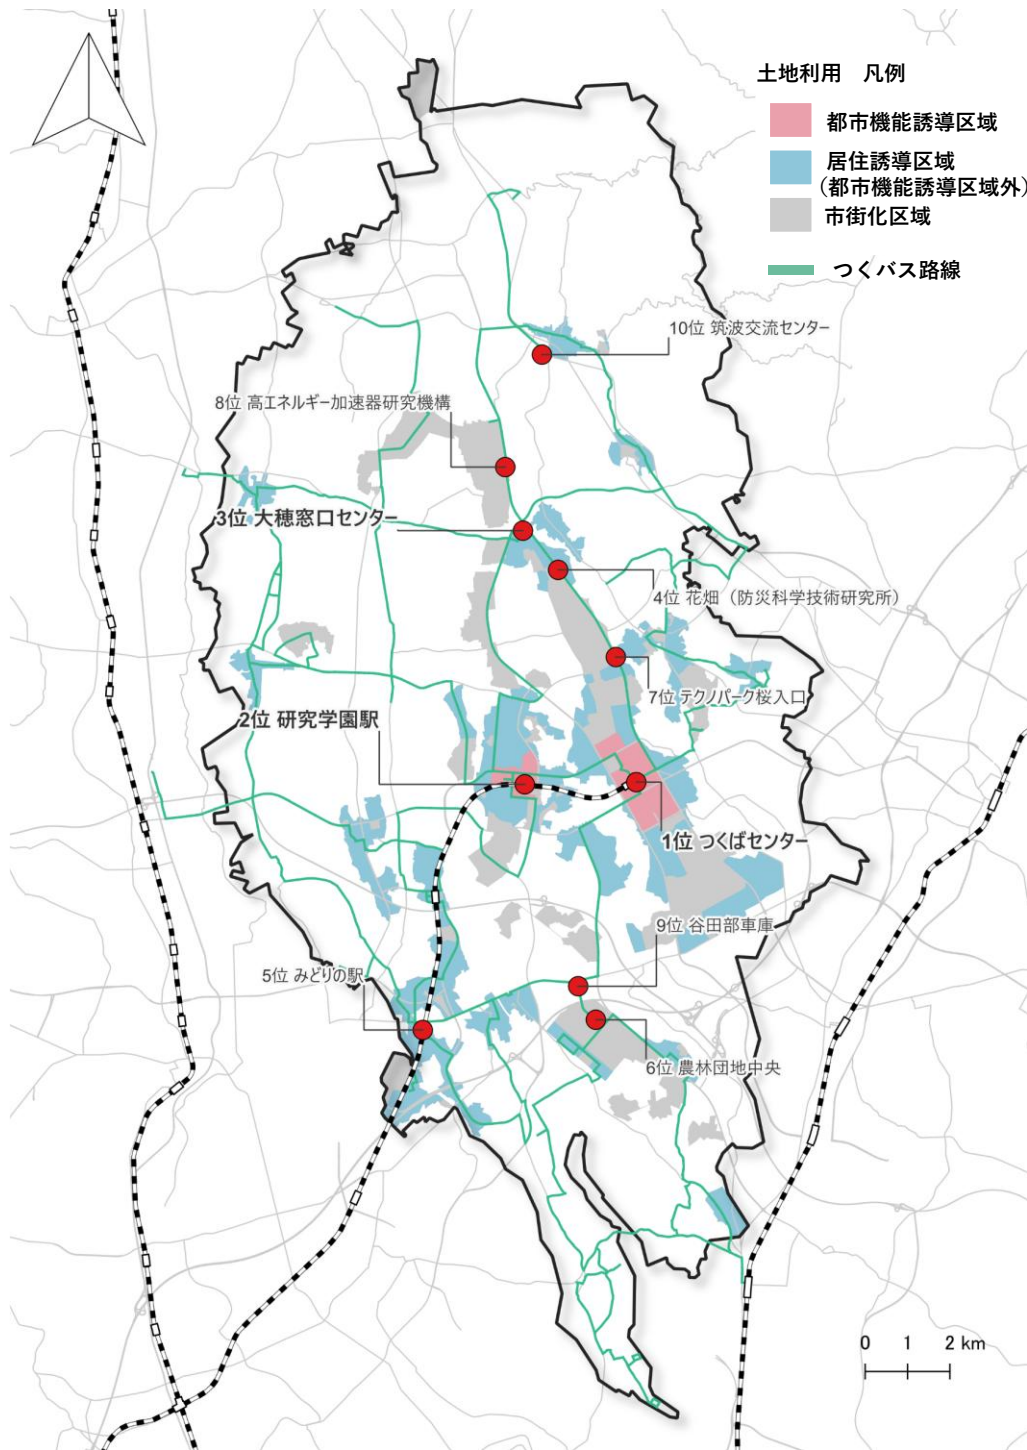 土地利用 凡例
都市機能誘導区域
居住誘導区域
(都市機能誘導区域外)
市街化区域
つくバス路線
10位 筑波交流センター
8位 高エネルギー加速器研究機構
3位 大穂窓口センター
4位 花畑（防災科学技術研究所）
7位 テクノパーク桜入口
2位 研究学園駅
1位 つくばセンター
9位 谷田部車庫
5位 みどりの駅
6位 農林団地中央
0 1 2 km